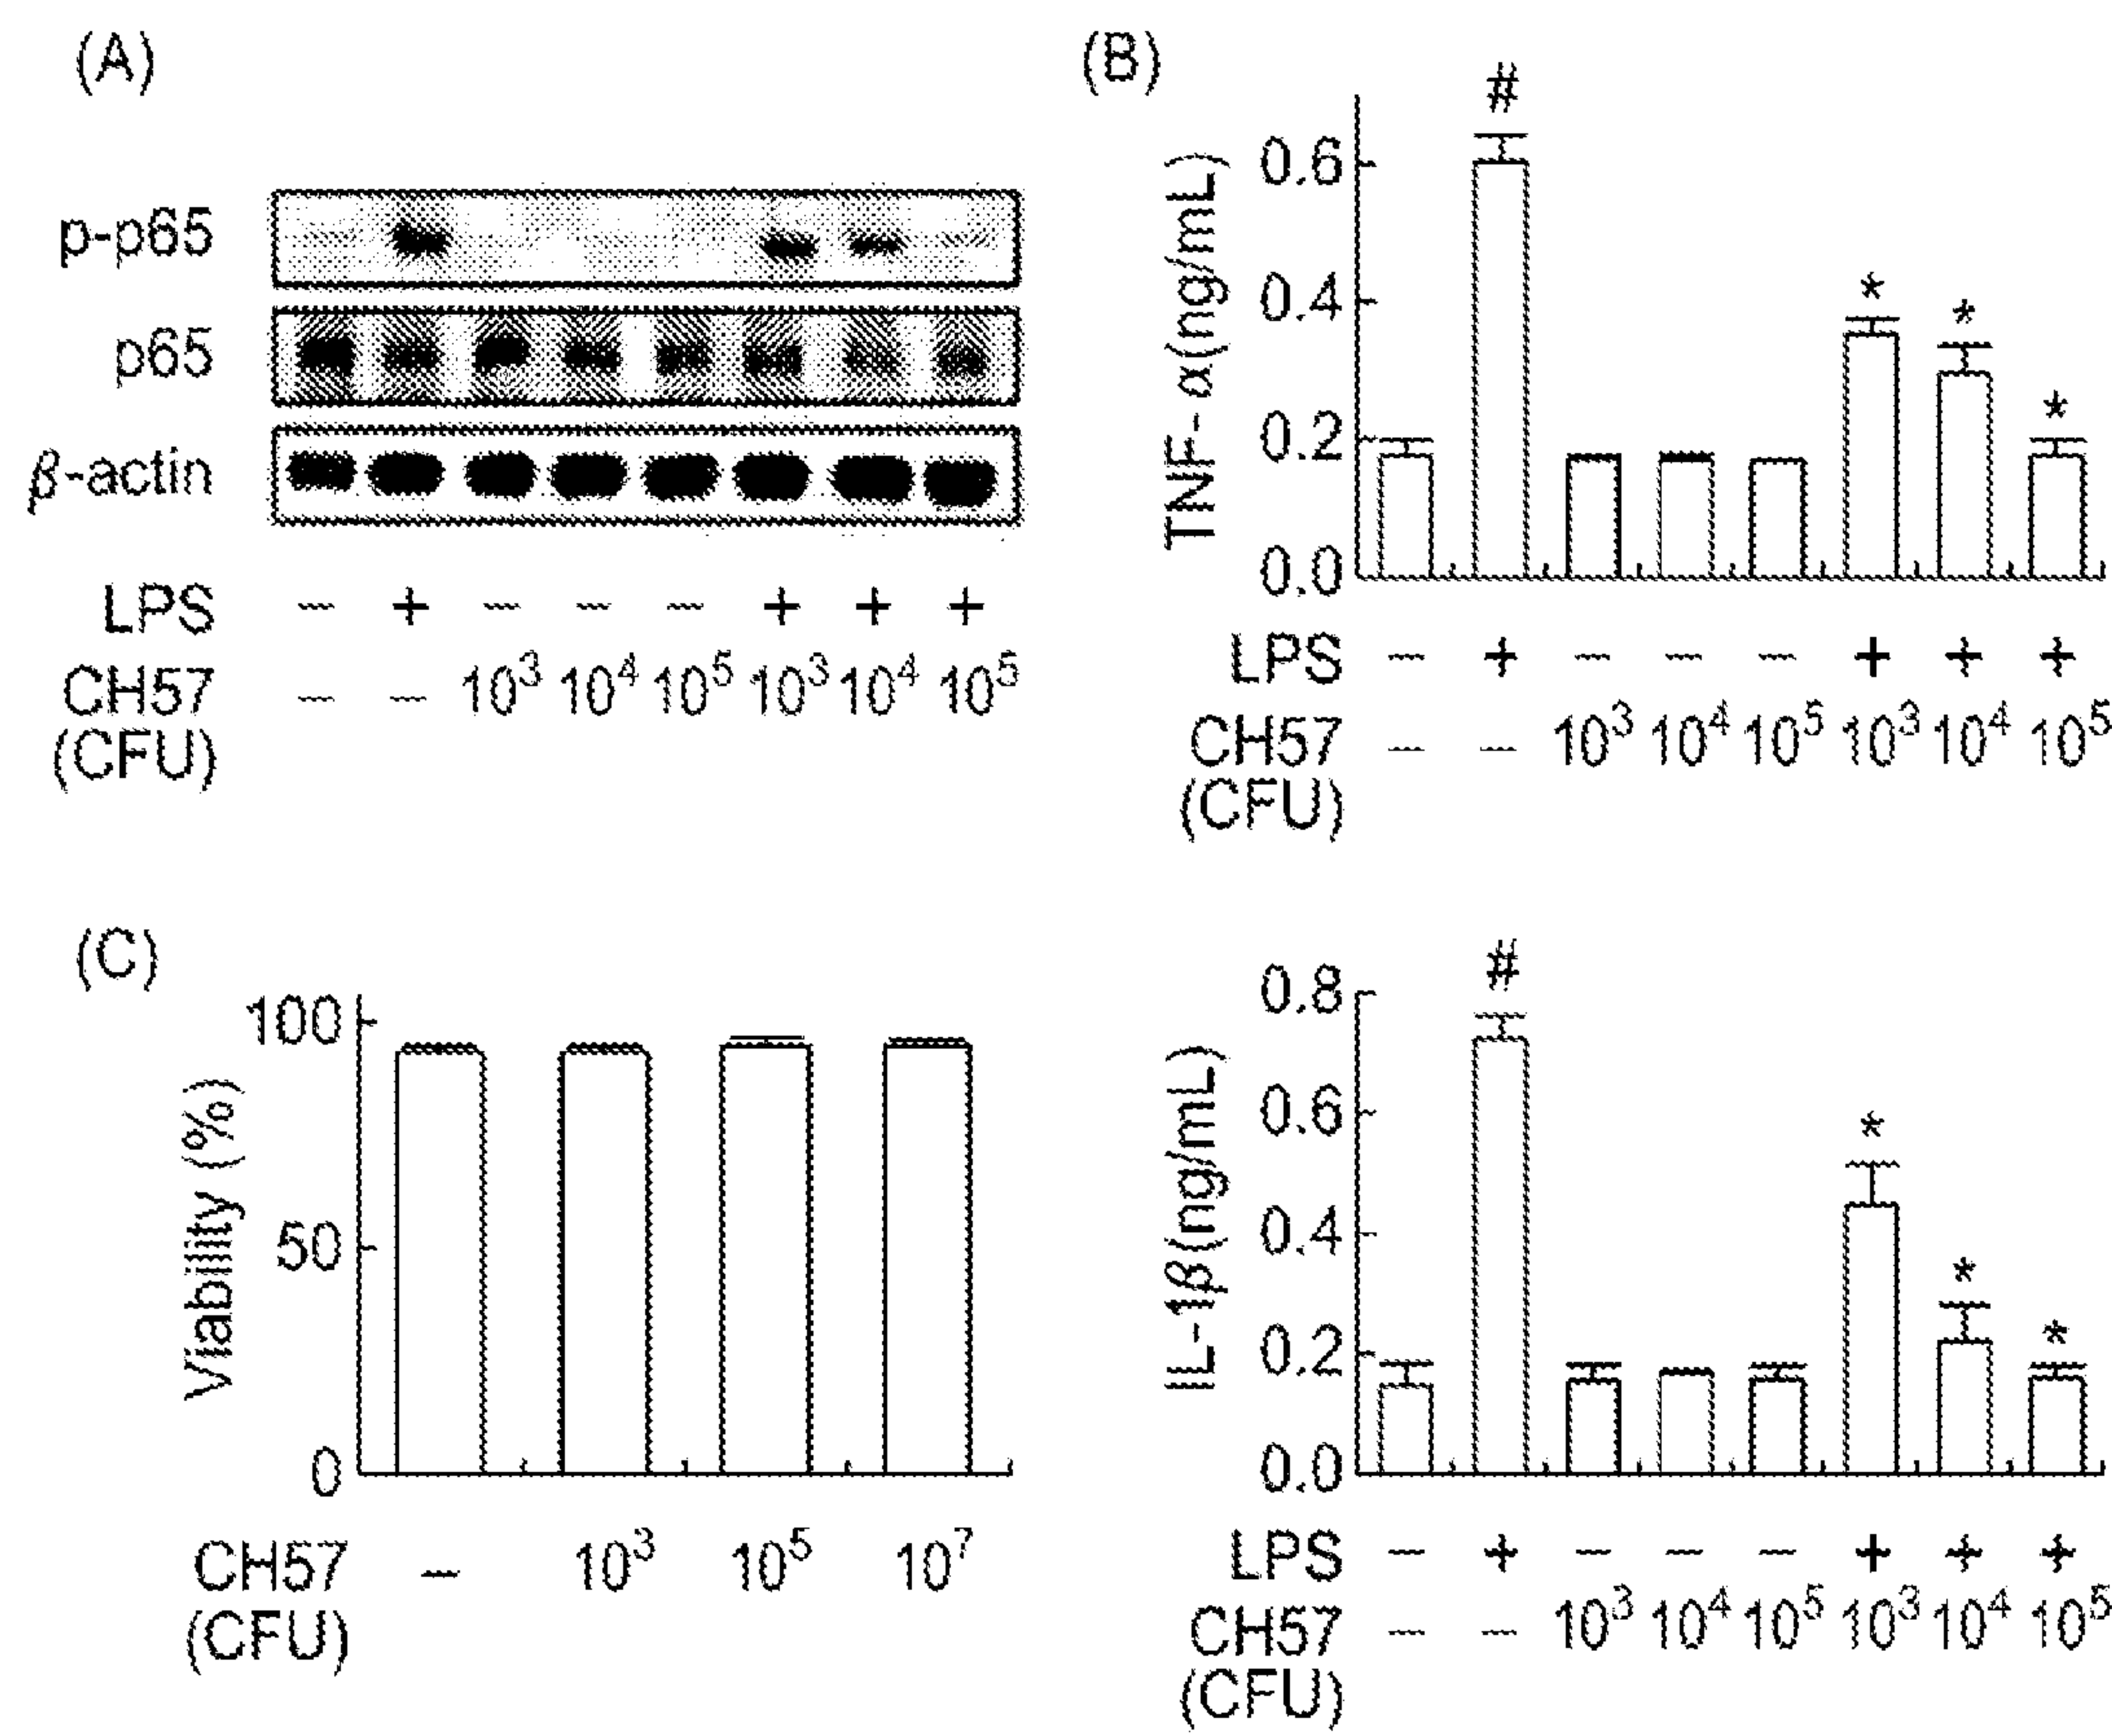 (A)
p-p65
p65
β-actin
LPS − + − − − + + +
CH57 − − 10³ 10⁴ 10⁵ 10³ 10⁴ 10⁵
(CFU)
(B)
TNF-α(ng/mL)
#
0.6
0.4
* * *
0.2
0.0
LPS − + − − − + + +
CH57 − − 10³ 10⁴ 10⁵ 10³ 10⁴ 10⁵
(CFU)
(C)
Viability (%)
100
50
0
CH57 − 10³ 10⁵ 10⁷
(CFU)
IL-1β(ng/mL)
#
0.8
0.6
* * *
0.4
0.2
0.0
LPS − + − − − + + +
CH57 − − 10³ 10⁴ 10⁵ 10³ 10⁴ 10⁵
(CFU)